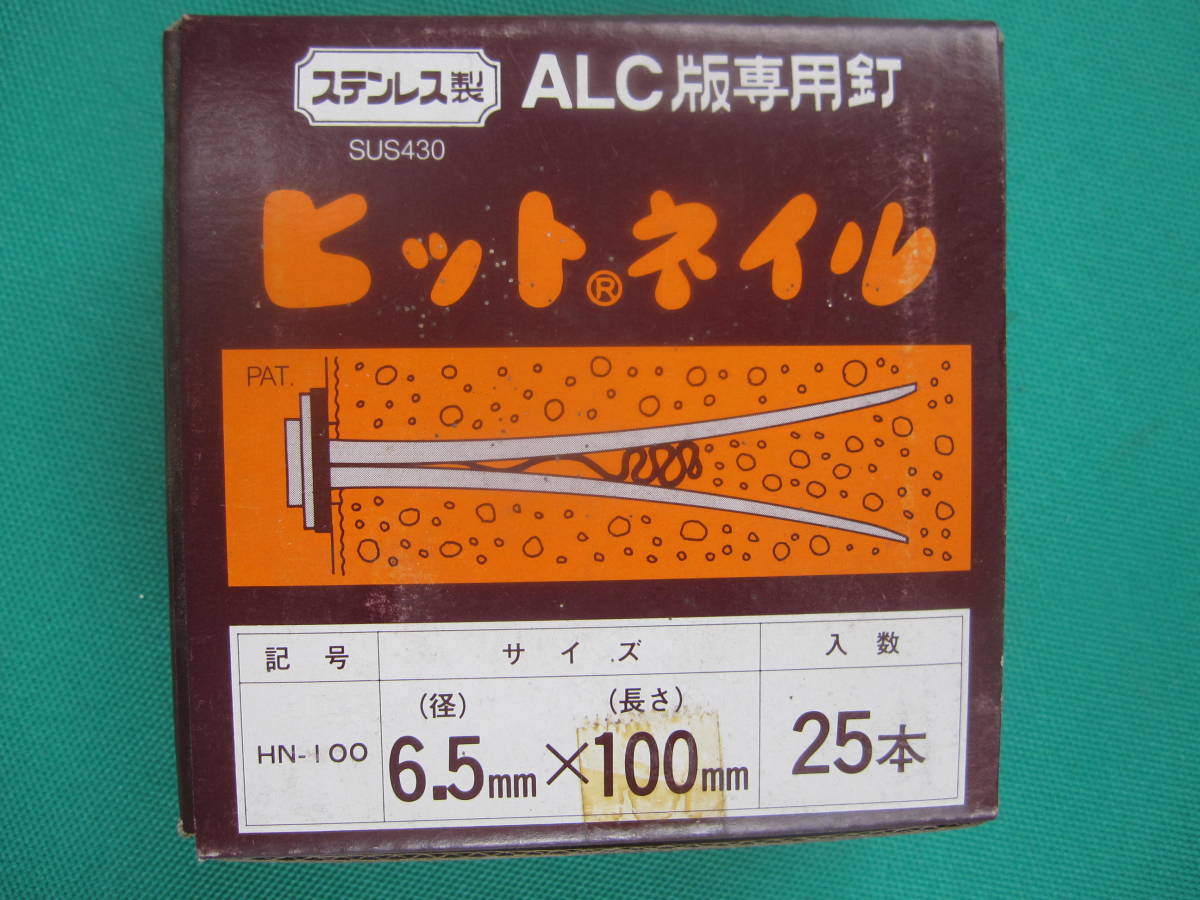 ステンレス製 ALC版専用釘
SUS430
ヒットネイル®
PAT.
記号 サイズ 入数
(径) (長さ)
HN-100 6.5mm×100mm 25本